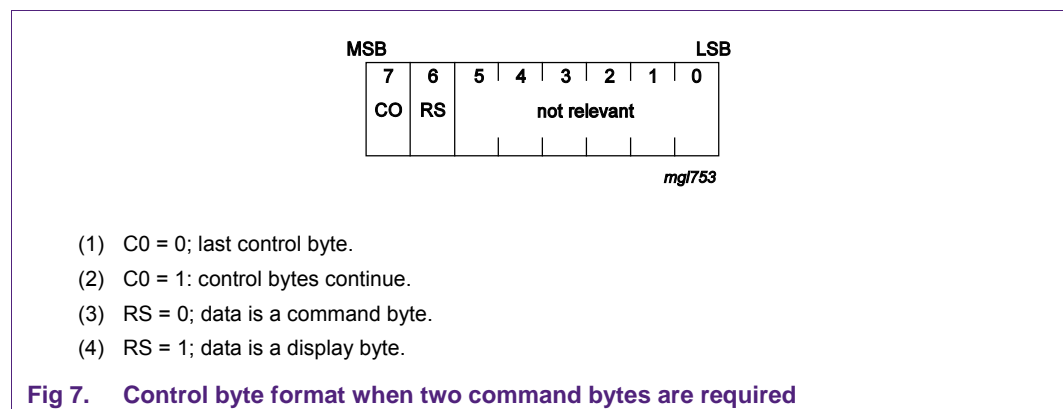 MSB LSB
7 6 5 4 3 2 1 0
CO RS not relevant
mgl753
(1) C0 = 0; last control byte.
(2) C0 = 1: control bytes continue.
(3) RS = 0; data is a command byte.
(4) RS = 1; data is a display byte.
Fig 7. Control byte format when two command bytes are required